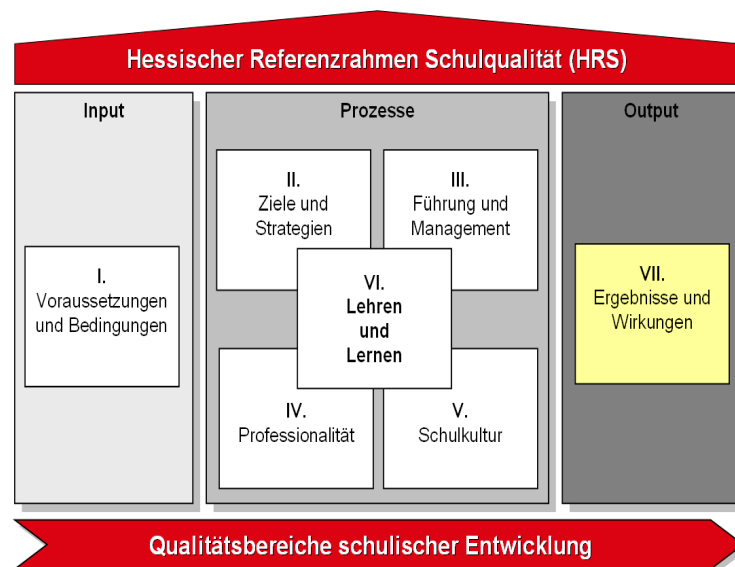 Hessischer Referenzrahmen Schulqualität (HRS)
Input
Prozesse
Output
I.
Voraussetzungen
und Bedingungen
II.
Ziele und
Strategien
III.
Führung und
Management
VI.
Lehren
und
Lernen
IV.
Professionalität
V.
Schulkultur
VII.
Ergebnisse und
Wirkungen
Qualitätsbereiche schulischer Entwicklung